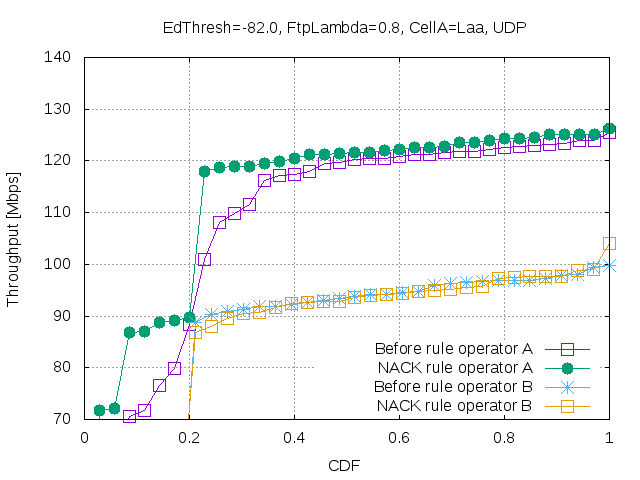 EdThresh=-82.0, FtpLambda=0.8, CellA=Laa, UDP
140
130
120
110
100
90
80
70
Throughput [Mbps]
Before rule operator A
NACK rule operator A
Before rule operator B
NACK rule operator B
0
0.2
0.4
0.6
0.8
1
CDF